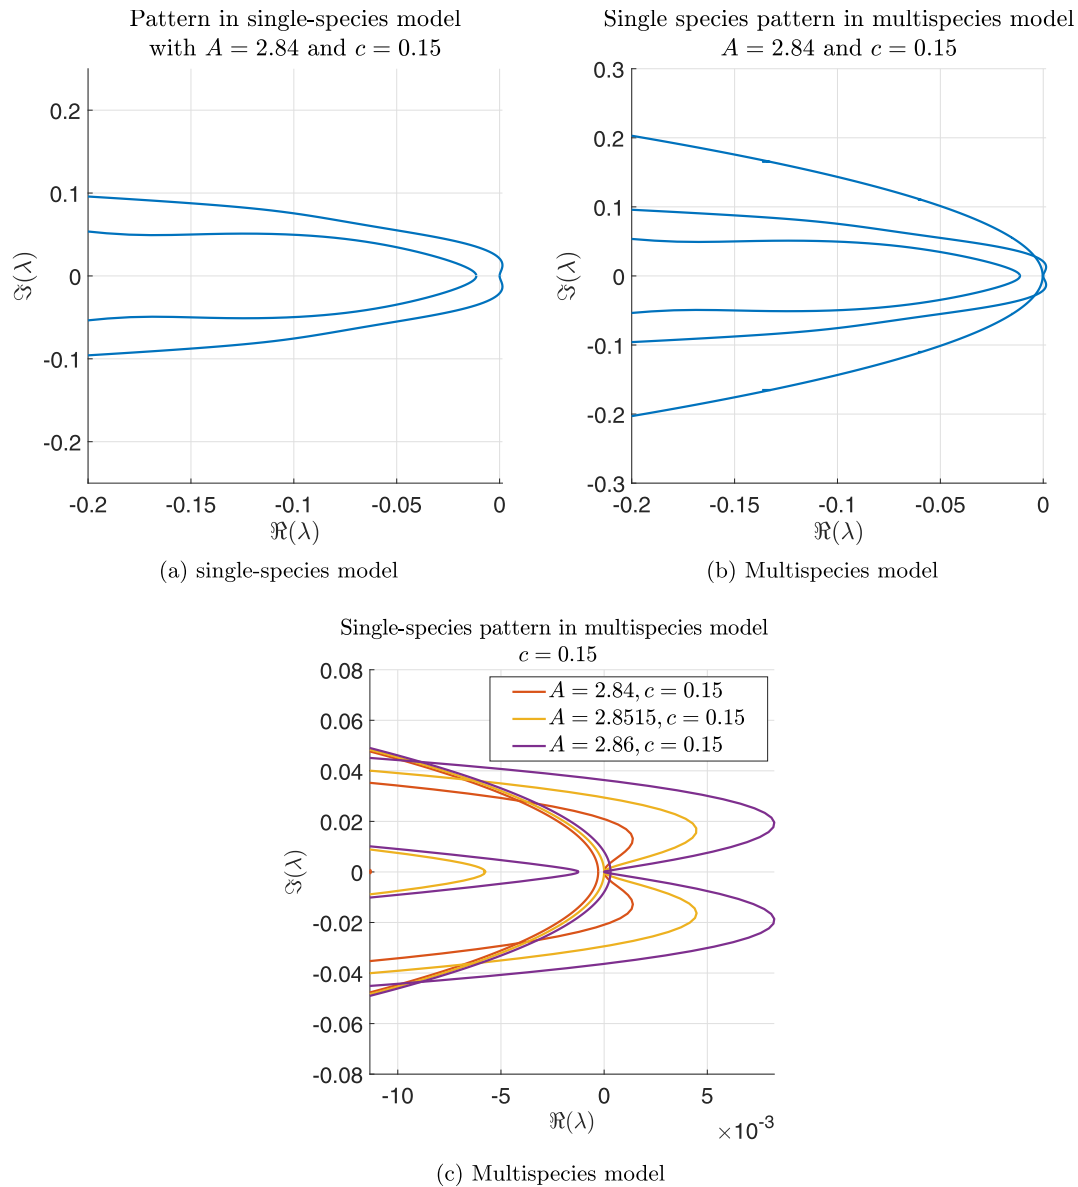 Pattern in single-species model
with A = 2.84 and c = 0.15
0.2
0.1
0
-0.1
-0.2
ℑ(λ)
-0.2 -0.15 -0.1 -0.05 0
ℜ(λ)
(a) single-species model
Single species pattern in multispecies model
A = 2.84 and c = 0.15
0.3
0.2
0.1
0
-0.1
-0.2
-0.3
ℑ(λ)
-0.2 -0.15 -0.1 -0.05 0
ℜ(λ)
(b) Multispecies model
Single-species pattern in multispecies model
c = 0.15
A = 2.84, c = 0.15
A = 2.8515, c = 0.15
A = 2.86, c = 0.15
0.08
0.06
0.04
0.02
0
-0.02
-0.04
-0.06
-0.08
ℑ(λ)
-10 -5 0 5
ℜ(λ)
×10⁻³
(c) Multispecies model